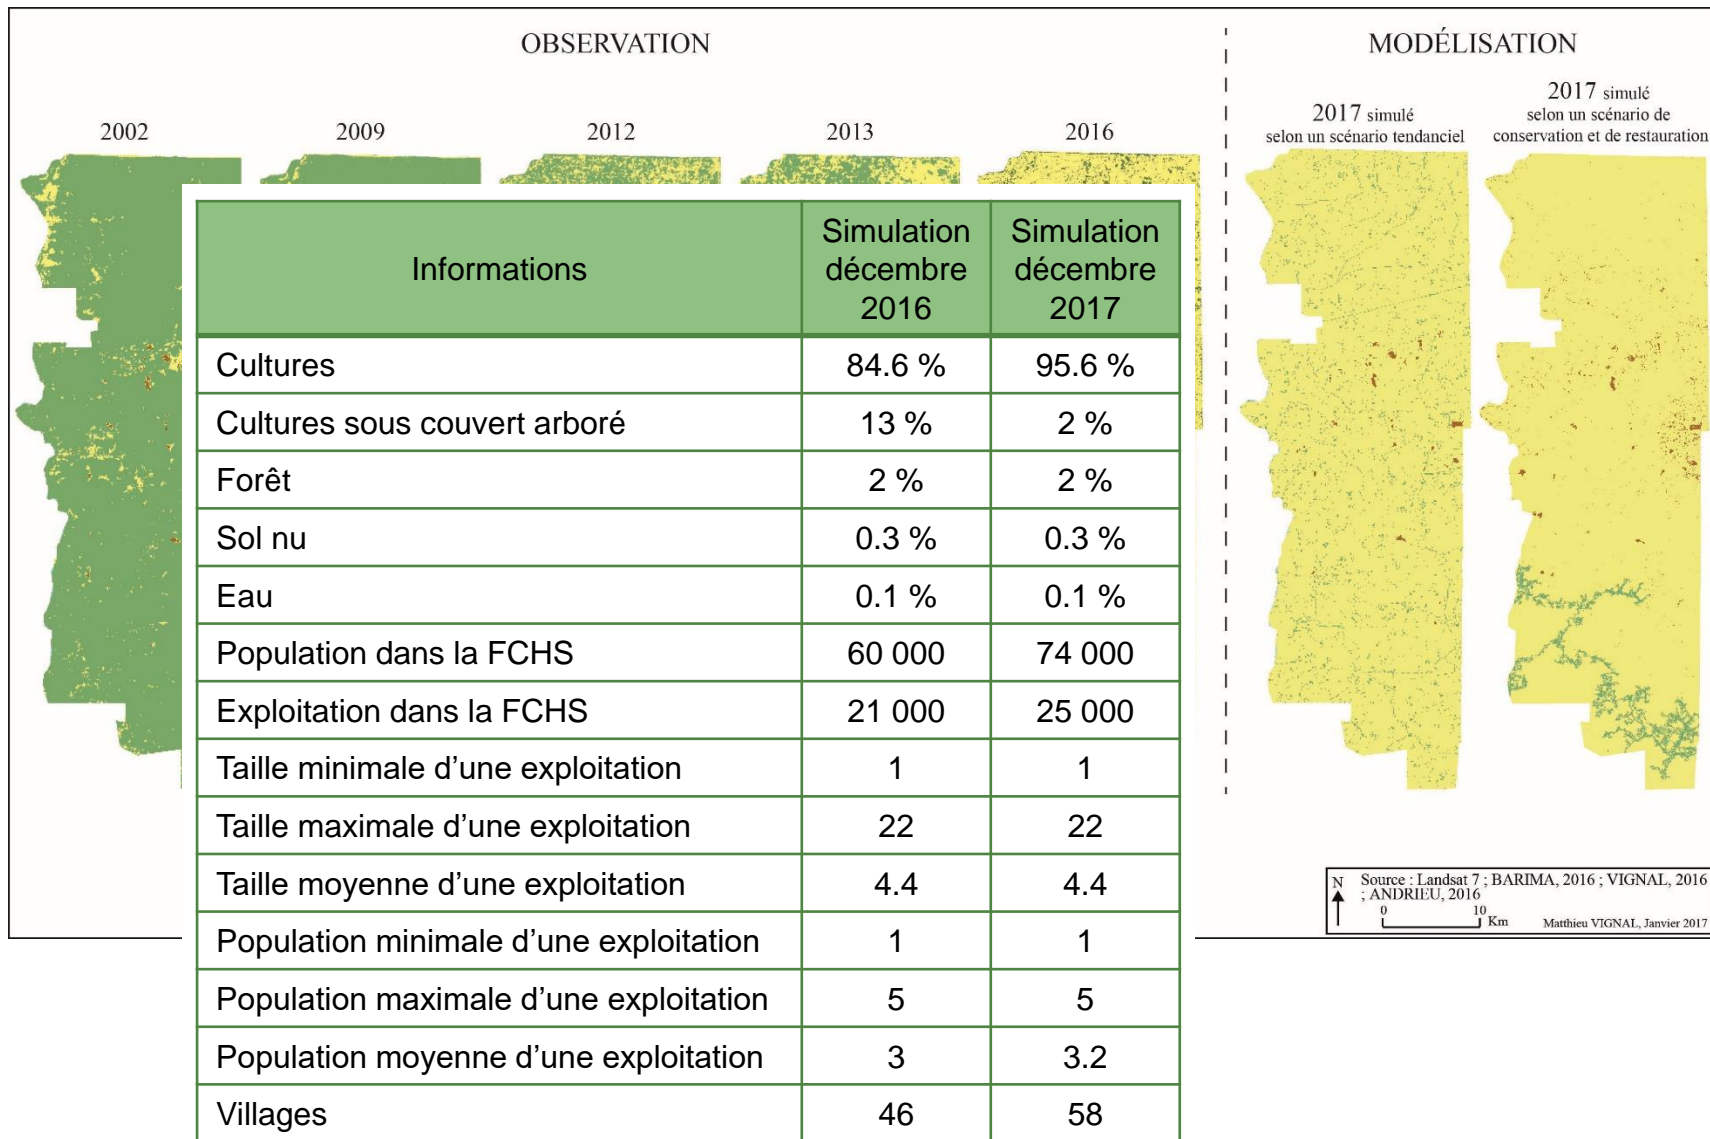 OBSERVATION
MODÉLISATION
2002
2009
2012
2013
2016
2017 simulé
selon un scénario tendanciel
2017 simulé
selon un scénario de
conservation et de restauration
Informations
Simulation
décembre
2016
Simulation
décembre
2017
Cultures 84.6 % 95.6 %
Cultures sous couvert arboré 13 % 2 %
Forêt 2 % 2 %
Sol nu 0.3 % 0.3 %
Eau 0.1 % 0.1 %
Population dans la FCHS 60 000 74 000
Exploitation dans la FCHS 21 000 25 000
Taille minimale d’une exploitation 1 1
Taille maximale d’une exploitation 22 22
Taille moyenne d’une exploitation 4.4 4.4
Population minimale d’une exploitation 1 1
Population maximale d’une exploitation 5 5
Population moyenne d’une exploitation 3 3.2
Villages 46 58
N
Source : Landsat 7 ; BARIMA, 2016 ; VIGNAL, 2016
; ANDRIEU, 2016
0 10
Km
Matthieu VIGNAL, Janvier 2017